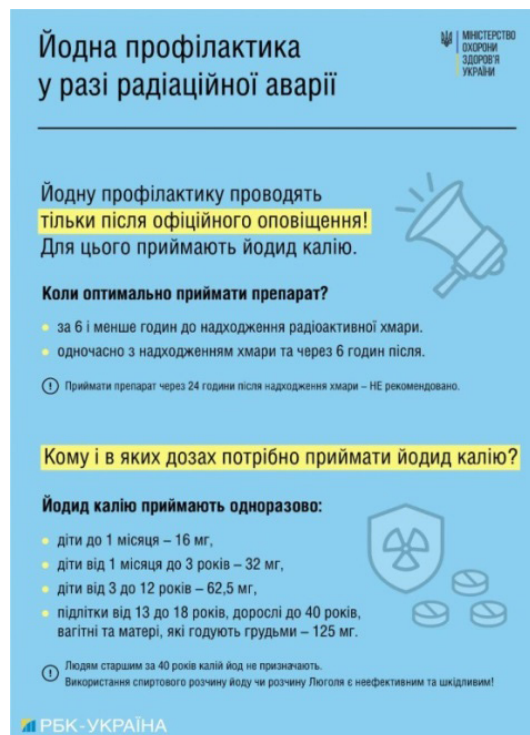 Йодна профілактика
у разі радіаційної аварії
МІНІСТЕРСТВО
ОХОРОНИ
ЗДОРОВ'Я
УКРАЇНИ
Йодну профілактику проводять
тільки після офіційного оповіщення!
Для цього приймають йодид калію.
Коли оптимально приймати препарат?
за 6 і менше годин до надходження радіоактивної хмари.
одночасно з надходженням хмари та через 6 годин після.
Приймати препарат через 24 години після надходження хмари – НЕ рекомендовано.
Кому і в яких дозах потрібно приймати йодид калію?
Йодид калію приймають одноразово:
діти до 1 місяця – 16 мг,
діти від 1 місяця до 3 років – 32 мг,
діти від 3 до 12 років – 62,5 мг,
підлітки від 13 до 18 років, дорослі до 40 років,
вагітні та матері, які годують грудьми – 125 мг.
Людям старшим за 40 років калій йод не призначають.
Використання спиртового розчину йоду чи розчину Люголя є неефективним та шкідливим!
РБК-УКРАЇНА